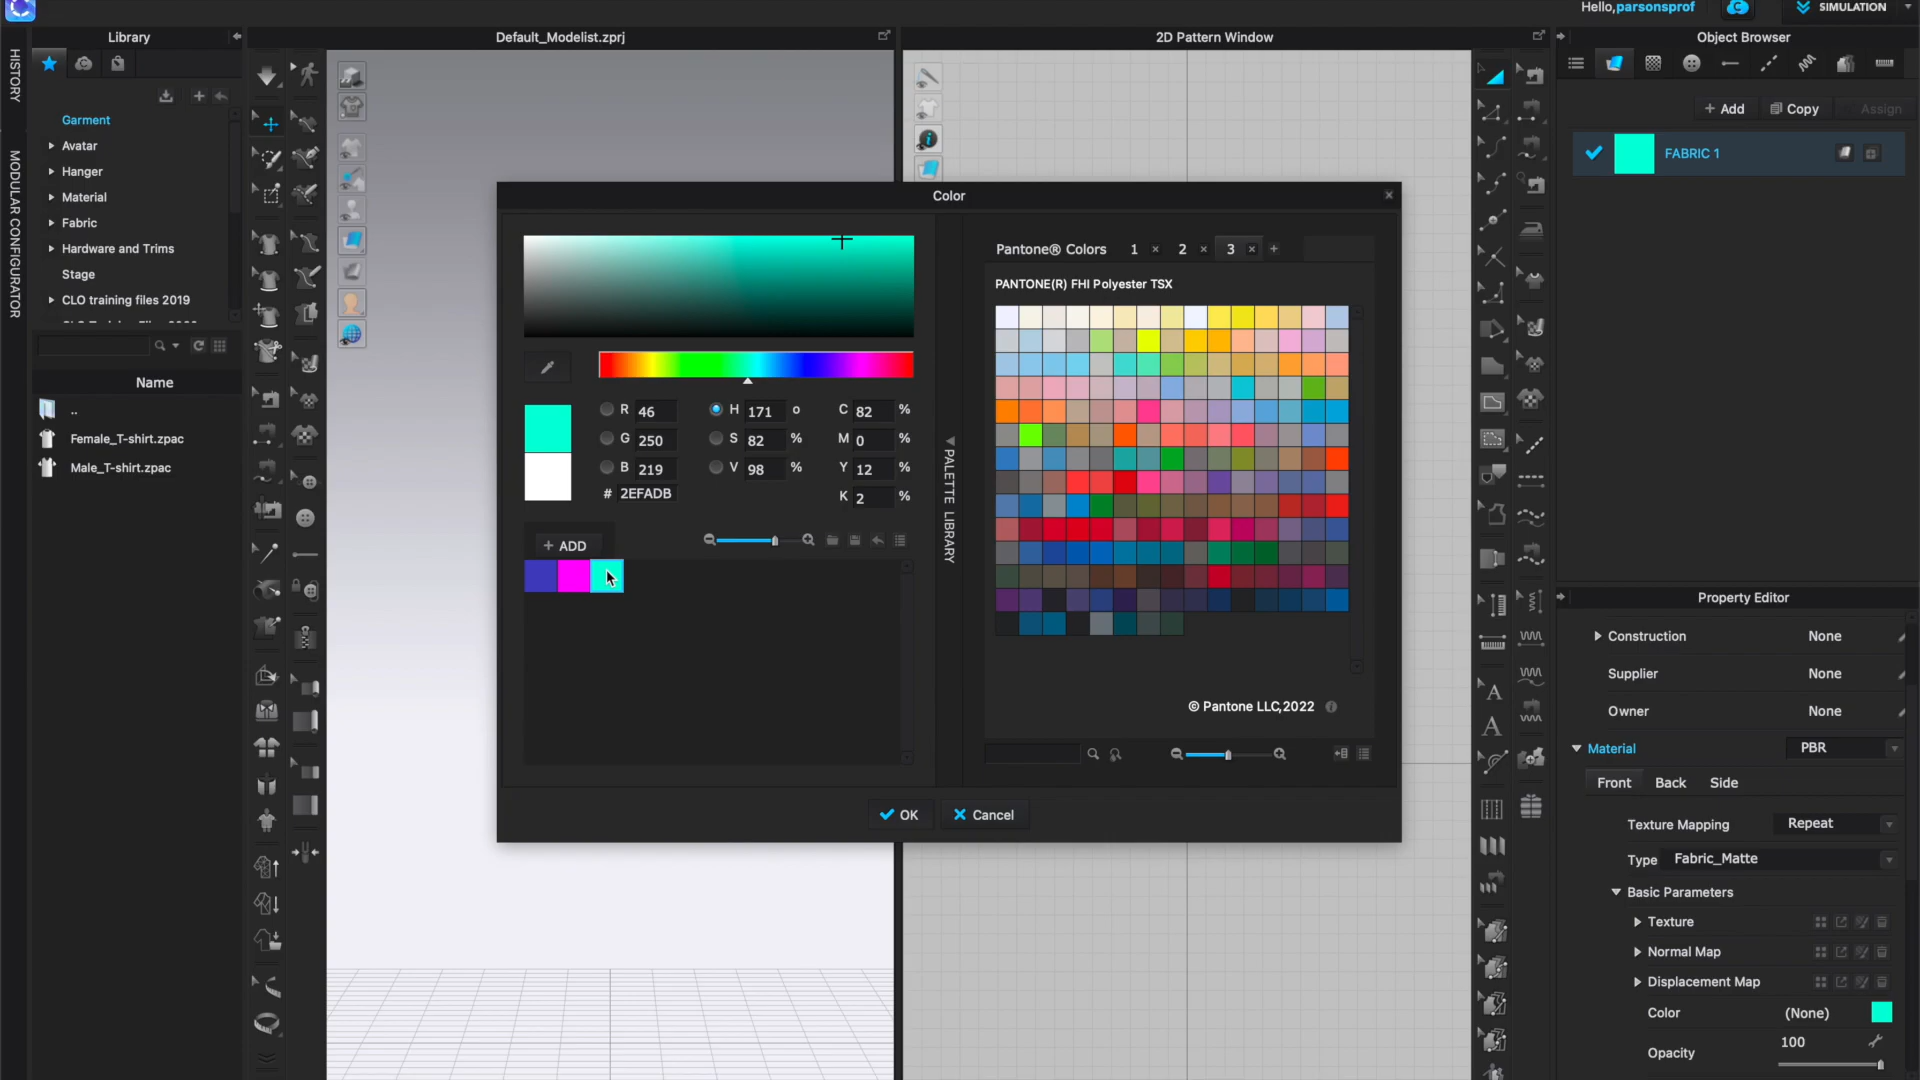 Hello,parsonsprof
SIMULATION
Library
Default_Modelist.zprj
2D Pattern Window
Object Browser
HISTORY
MODULAR CONFIGURATOR
Garment
Avatar
Hanger
Material
Fabric
Hardware and Trims
Stage
CLO training files 2019
Name
..
Female_T-shirt.zpac
Male_T-shirt.zpac
+ Add
Copy
Assign
FABRIC 1
Color
R 46
G 250
B 219
# 2EFADB
H 171 o
S 82 %
V 98 %
C 82 %
M 0 %
Y 12 %
K 2 %
+ ADD
PALETTE LIBRARY
Pantone® Colors 1 × 2 × 3 × +
PANTONE(R) FHI Polyester TSX
© Pantone LLC,2022
OK
Cancel
Property Editor
Construction None
Supplier None
Owner None
Material PBR
Front Back Side
Texture Mapping Repeat
Type Fabric_Matte
Basic Parameters
Texture
Normal Map
Displacement Map
Color (None)
Opacity 100